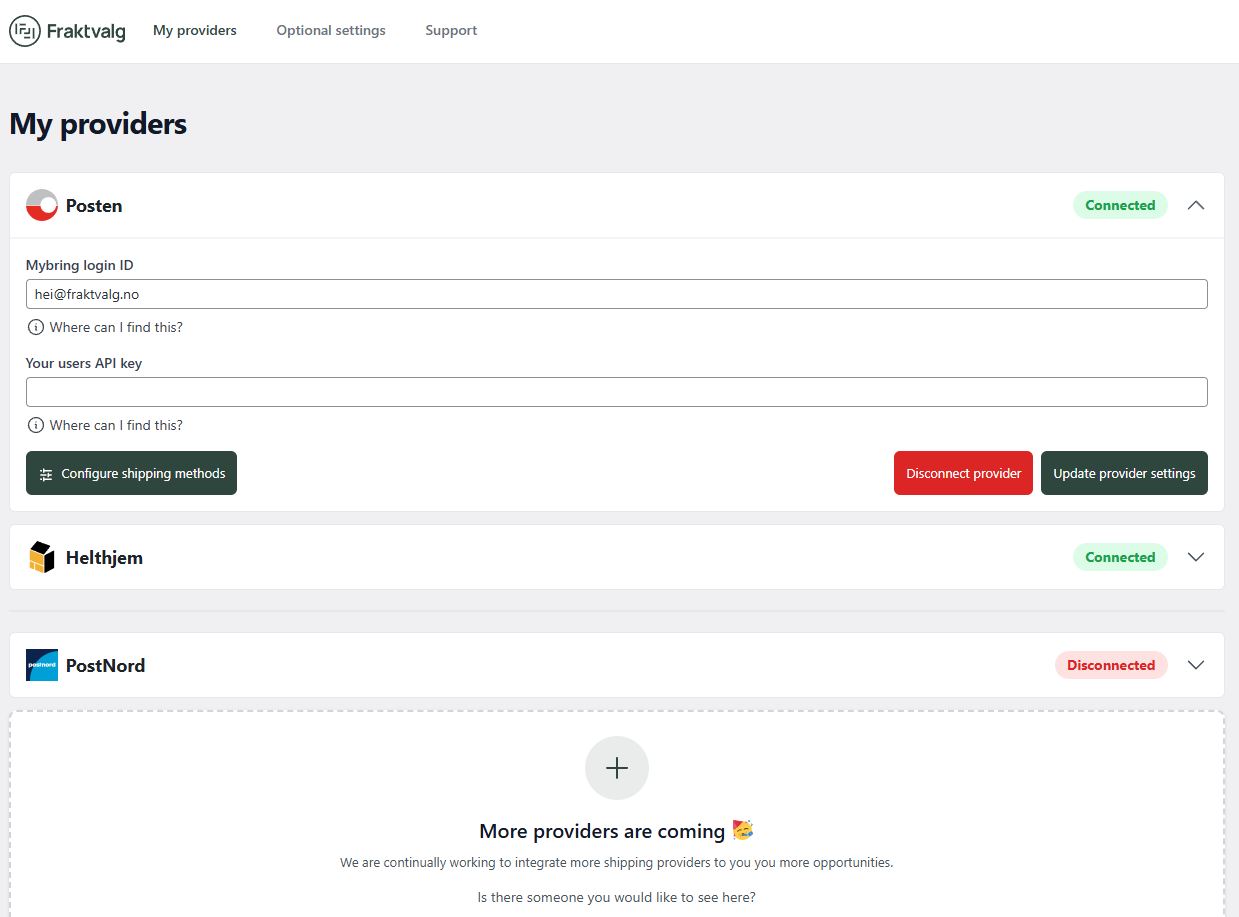 Fraktvalg My providers Optional settings Support
My providers
Posten Connected
Mybring login ID
hei@fraktvalg.no
Where can I find this?
Your users API key
Where can I find this?
Configure shipping methods Disconnect provider Update provider settings
Helthjem Connected
postnord PostNord Disconnected
More providers are coming 🥳
We are continually working to integrate more shipping providers to you you more opportunities.
Is there someone you would like to see here?